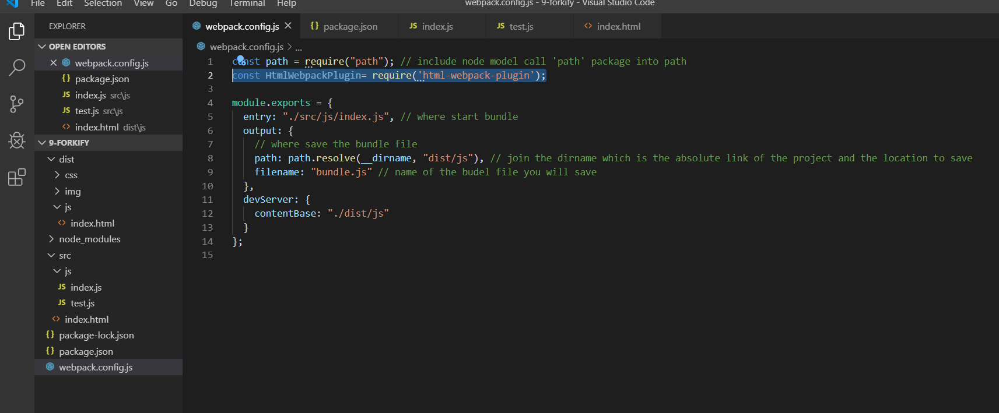 File Edit Selection View Go Debug Terminal Help webpack.config.js - 9-forkify - Visual Studio Code
EXPLORER
OPEN EDITORS
webpack.config.js
{} package.json
JS index.js src\js
JS test.js src\js
<> index.html dist\js
9-FORKIFY
dist
css
img
js
<> index.html
node_modules
src
js
JS index.js
JS test.js
<> index.html
{} package-lock.json
{} package.json
webpack.config.js
webpack.config.js {} package.json JS index.js JS test.js <> index.html
webpack.config.js > ...
1 const path = require("path"); // include node model call 'path' package into path
2 const HtmlWebpackPlugin= require('html-webpack-plugin');
3
4 module.exports = {
5 entry: "./src/js/index.js", // where start bundle
6 output: {
7 // where save the bundle file
8 path: path.resolve(__dirname, "dist/js"), // join the dirname which is the absolute link of the project and the location to save
9 filename: "bundle.js" // name of the budel file you will save
10 },
11 devServer: {
12 contentBase: "./dist/js"
13 }
14 };
15